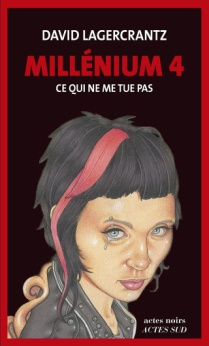 DAVID LAGERCRANTZ
MILLÉNIUM 4
CE QUI NE ME TUE PAS
actes noirs
ACTES SUD